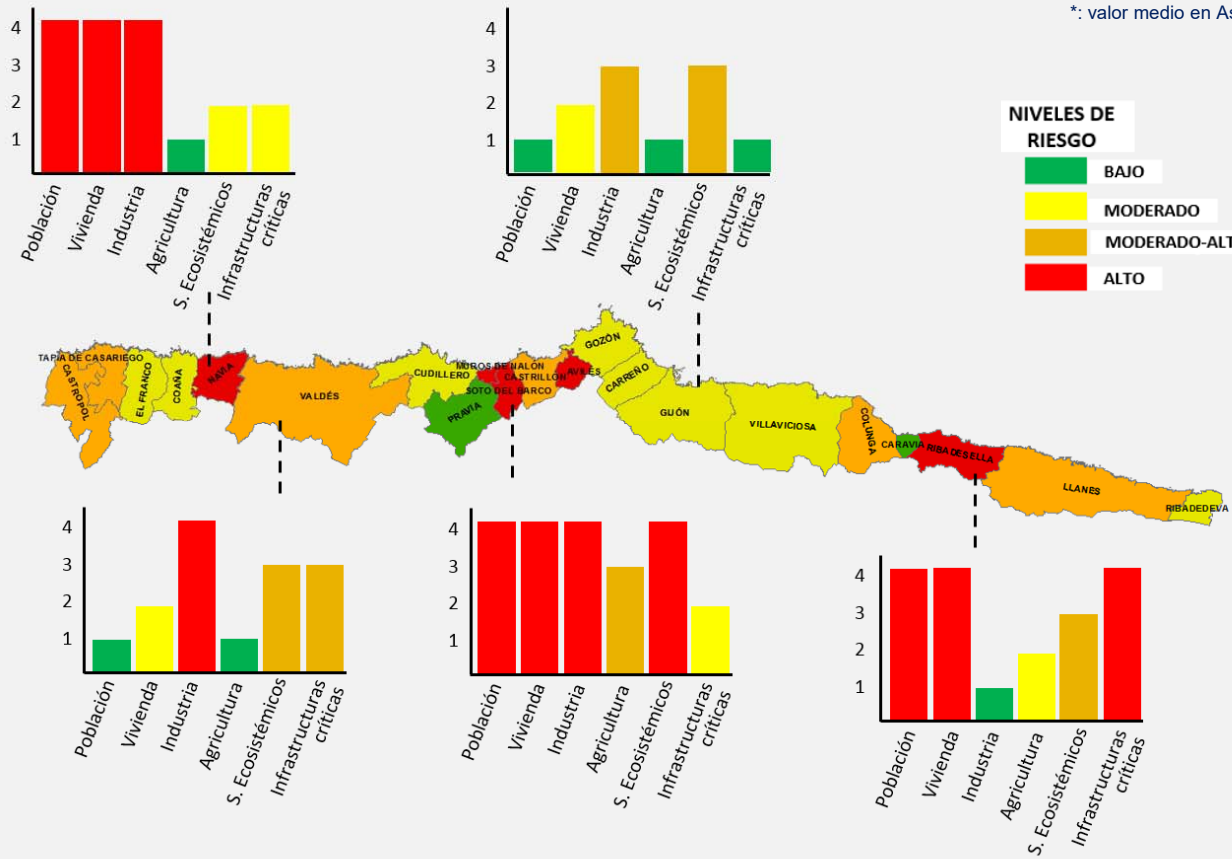 *: valor medio en As
4
3
2
1
Población
Vivienda
Industria
Agricultura
S. Ecosistémicos
Infraestructuras
críticas
4
3
2
1
Población
Vivienda
Industria
Agricultura
S. Ecosistémicos
Infraestructuras
críticas
NIVELES DE
RIESGO
BAJO
MODERADO
MODERADO-ALT
ALTO
TAPIA DE CASARIEGO
CASTROPOL
EL FRANCO
COAÑA
NAVIA
VALDÉS
CUDILLERO
PRAVIA
MUROS DE NALÓN
SOTO DEL BARCO
CASTRILLÓN
AVILÉS
GOZÓN
CARREÑO
GIJÓN
VILLAVICIOSA
COLUNGA
CARAVIA
RIBADESELLA
LLANES
RIBADEDEVA
4
3
2
1
Población
Vivienda
Industria
Agricultura
S. Ecosistémicos
Infraestructuras
críticas
4
3
2
1
Población
Vivienda
Industria
Agricultura
S. Ecosistémicos
Infraestructuras
críticas
4
3
2
1
Población
Vivienda
Industria
Agricultura
S. Ecosistémicos
Infraestructuras
críticas